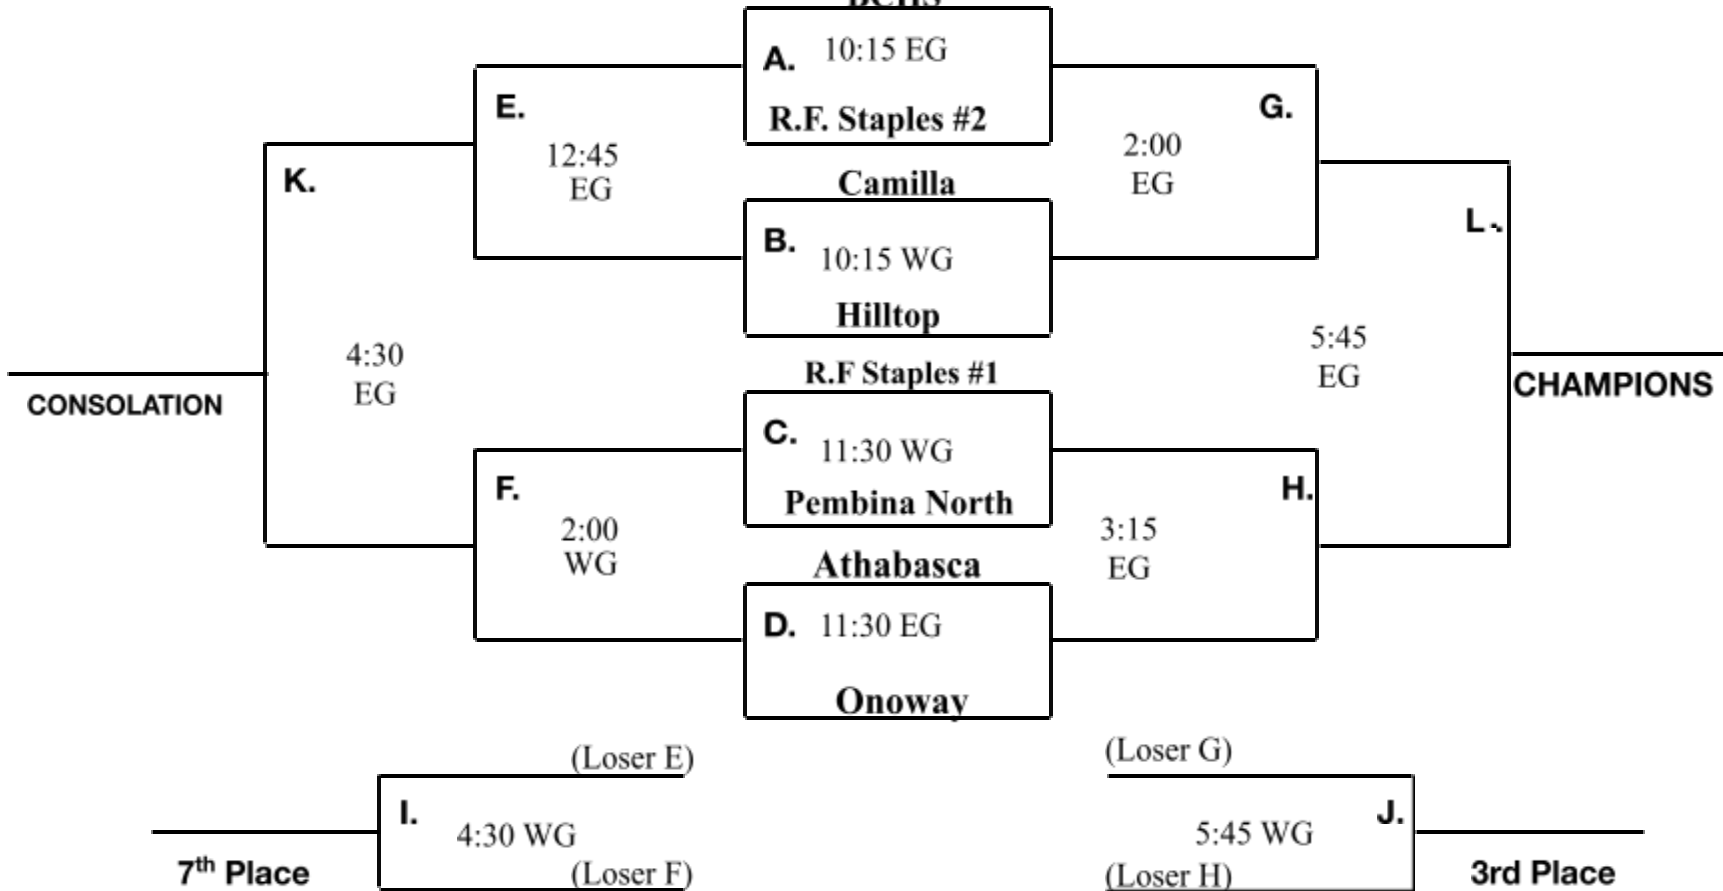 A. 10:15 EG
R.F. Staples #2
E.
12:45
EG
G.
2:00
EG
K.
Camilla
B. 10:15 WG
Hilltop
L.
4:30
EG
R.F Staples #1
5:45
EG
CONSOLATION
CHAMPIONS
C. 11:30 WG
Pembina North
F.
2:00
WG
H.
3:15
EG
Athabasca
D. 11:30 EG
Onoway
(Loser E)
I.
4:30 WG
(Loser F)
7th Place
(Loser G)
J.
5:45 WG
(Loser H)
3rd Place